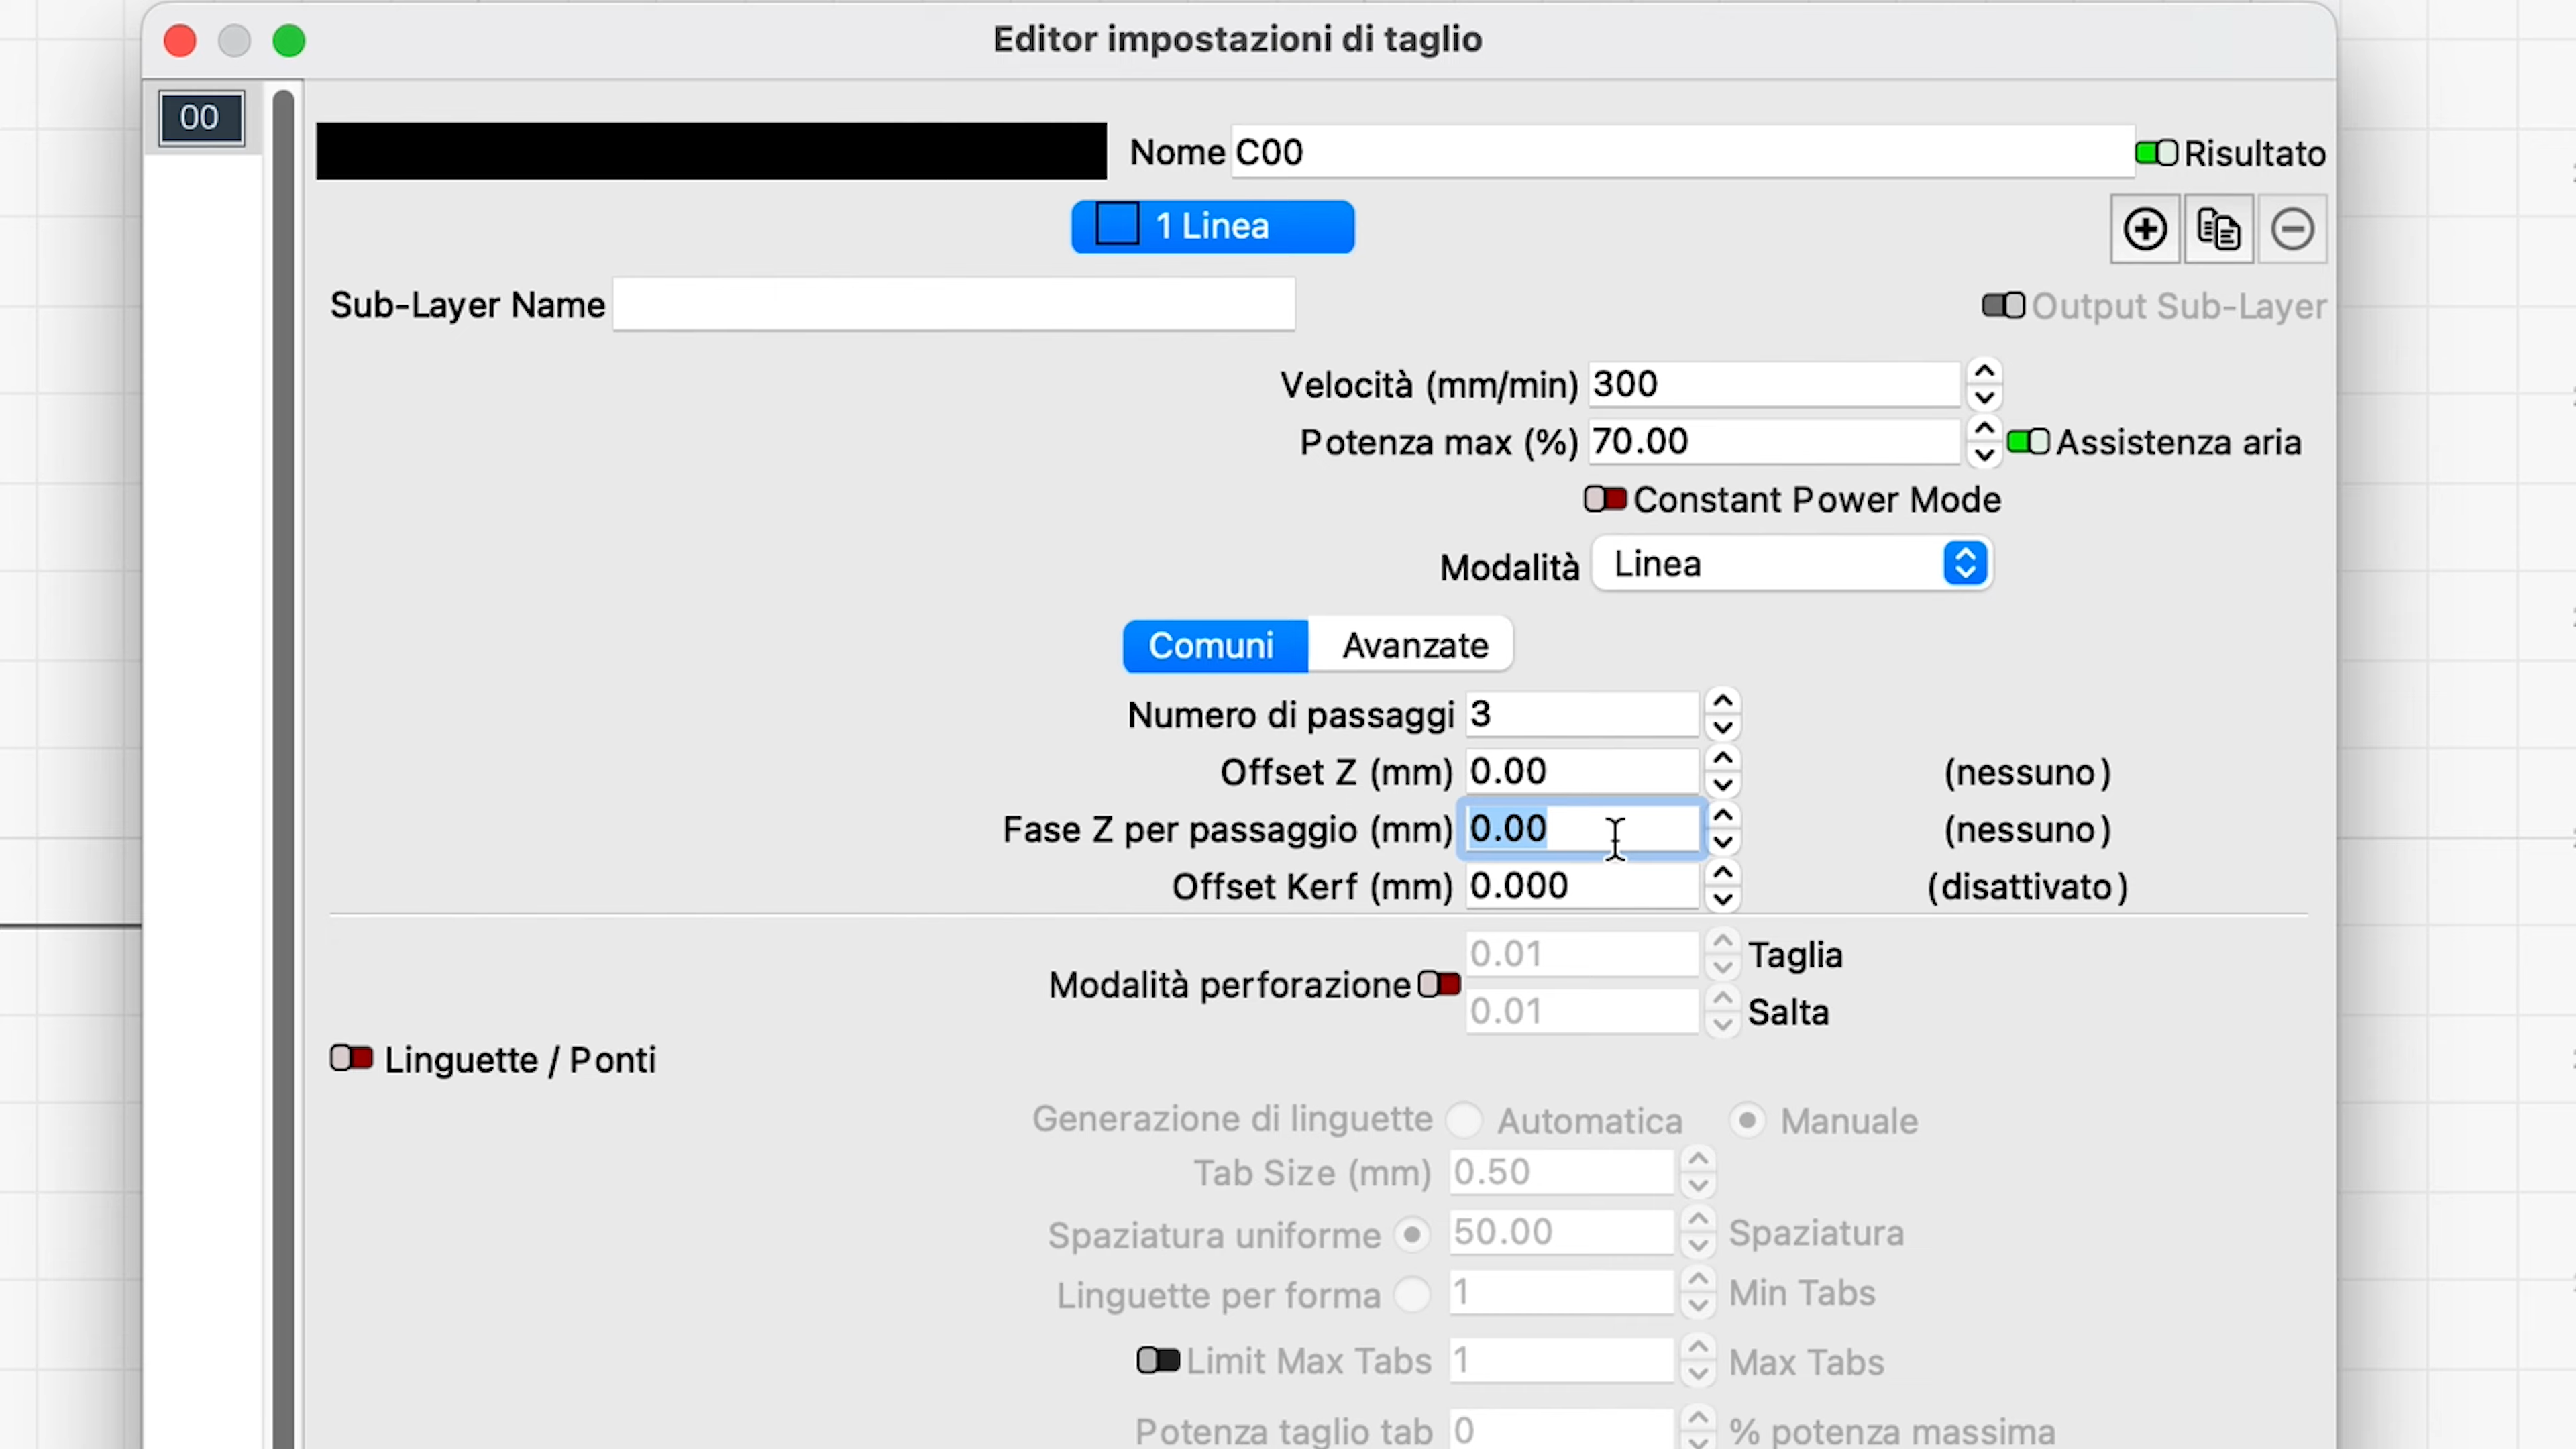 Editor impostazioni di taglio
00
Nome C00 Risultato
1 Linea
Sub-Layer Name Output Sub-Layer
Velocità (mm/min) 300
Potenza max (%) 70.00 Assistenza aria
Constant Power Mode
Modalità Linea
Comuni Avanzate
Numero di passaggi 3
Offset Z (mm) 0.00 (nessuno)
Fase Z per passaggio (mm) 0.00 (nessuno)
Offset Kerf (mm) 0.000 (disattivato)
0.01 Taglia
Modalità perforazione
0.01 Salta
Linguette / Ponti
Generazione di linguette Automatica Manuale
Tab Size (mm) 0.50
Spaziatura uniforme 50.00 Spaziatura
Linguette per forma 1 Min Tabs
Limit Max Tabs 1 Max Tabs
Potenza taglio tab 0 % potenza massima